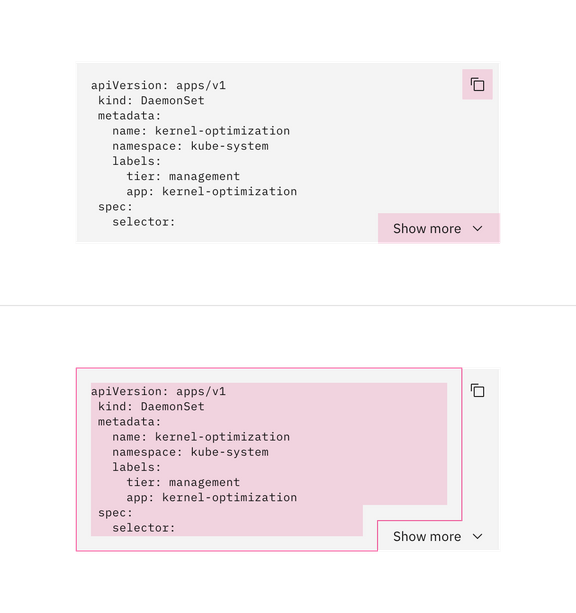 apiVersion: apps/v1
 kind: DaemonSet
 metadata:
   name: kernel-optimization
   namespace: kube-system
   labels:
     tier: management
     app: kernel-optimization
 spec:
   selector:
Show more
apiVersion: apps/v1
 kind: DaemonSet
 metadata:
   name: kernel-optimization
   namespace: kube-system
   labels:
     tier: management
     app: kernel-optimization
 spec:
   selector:
Show more